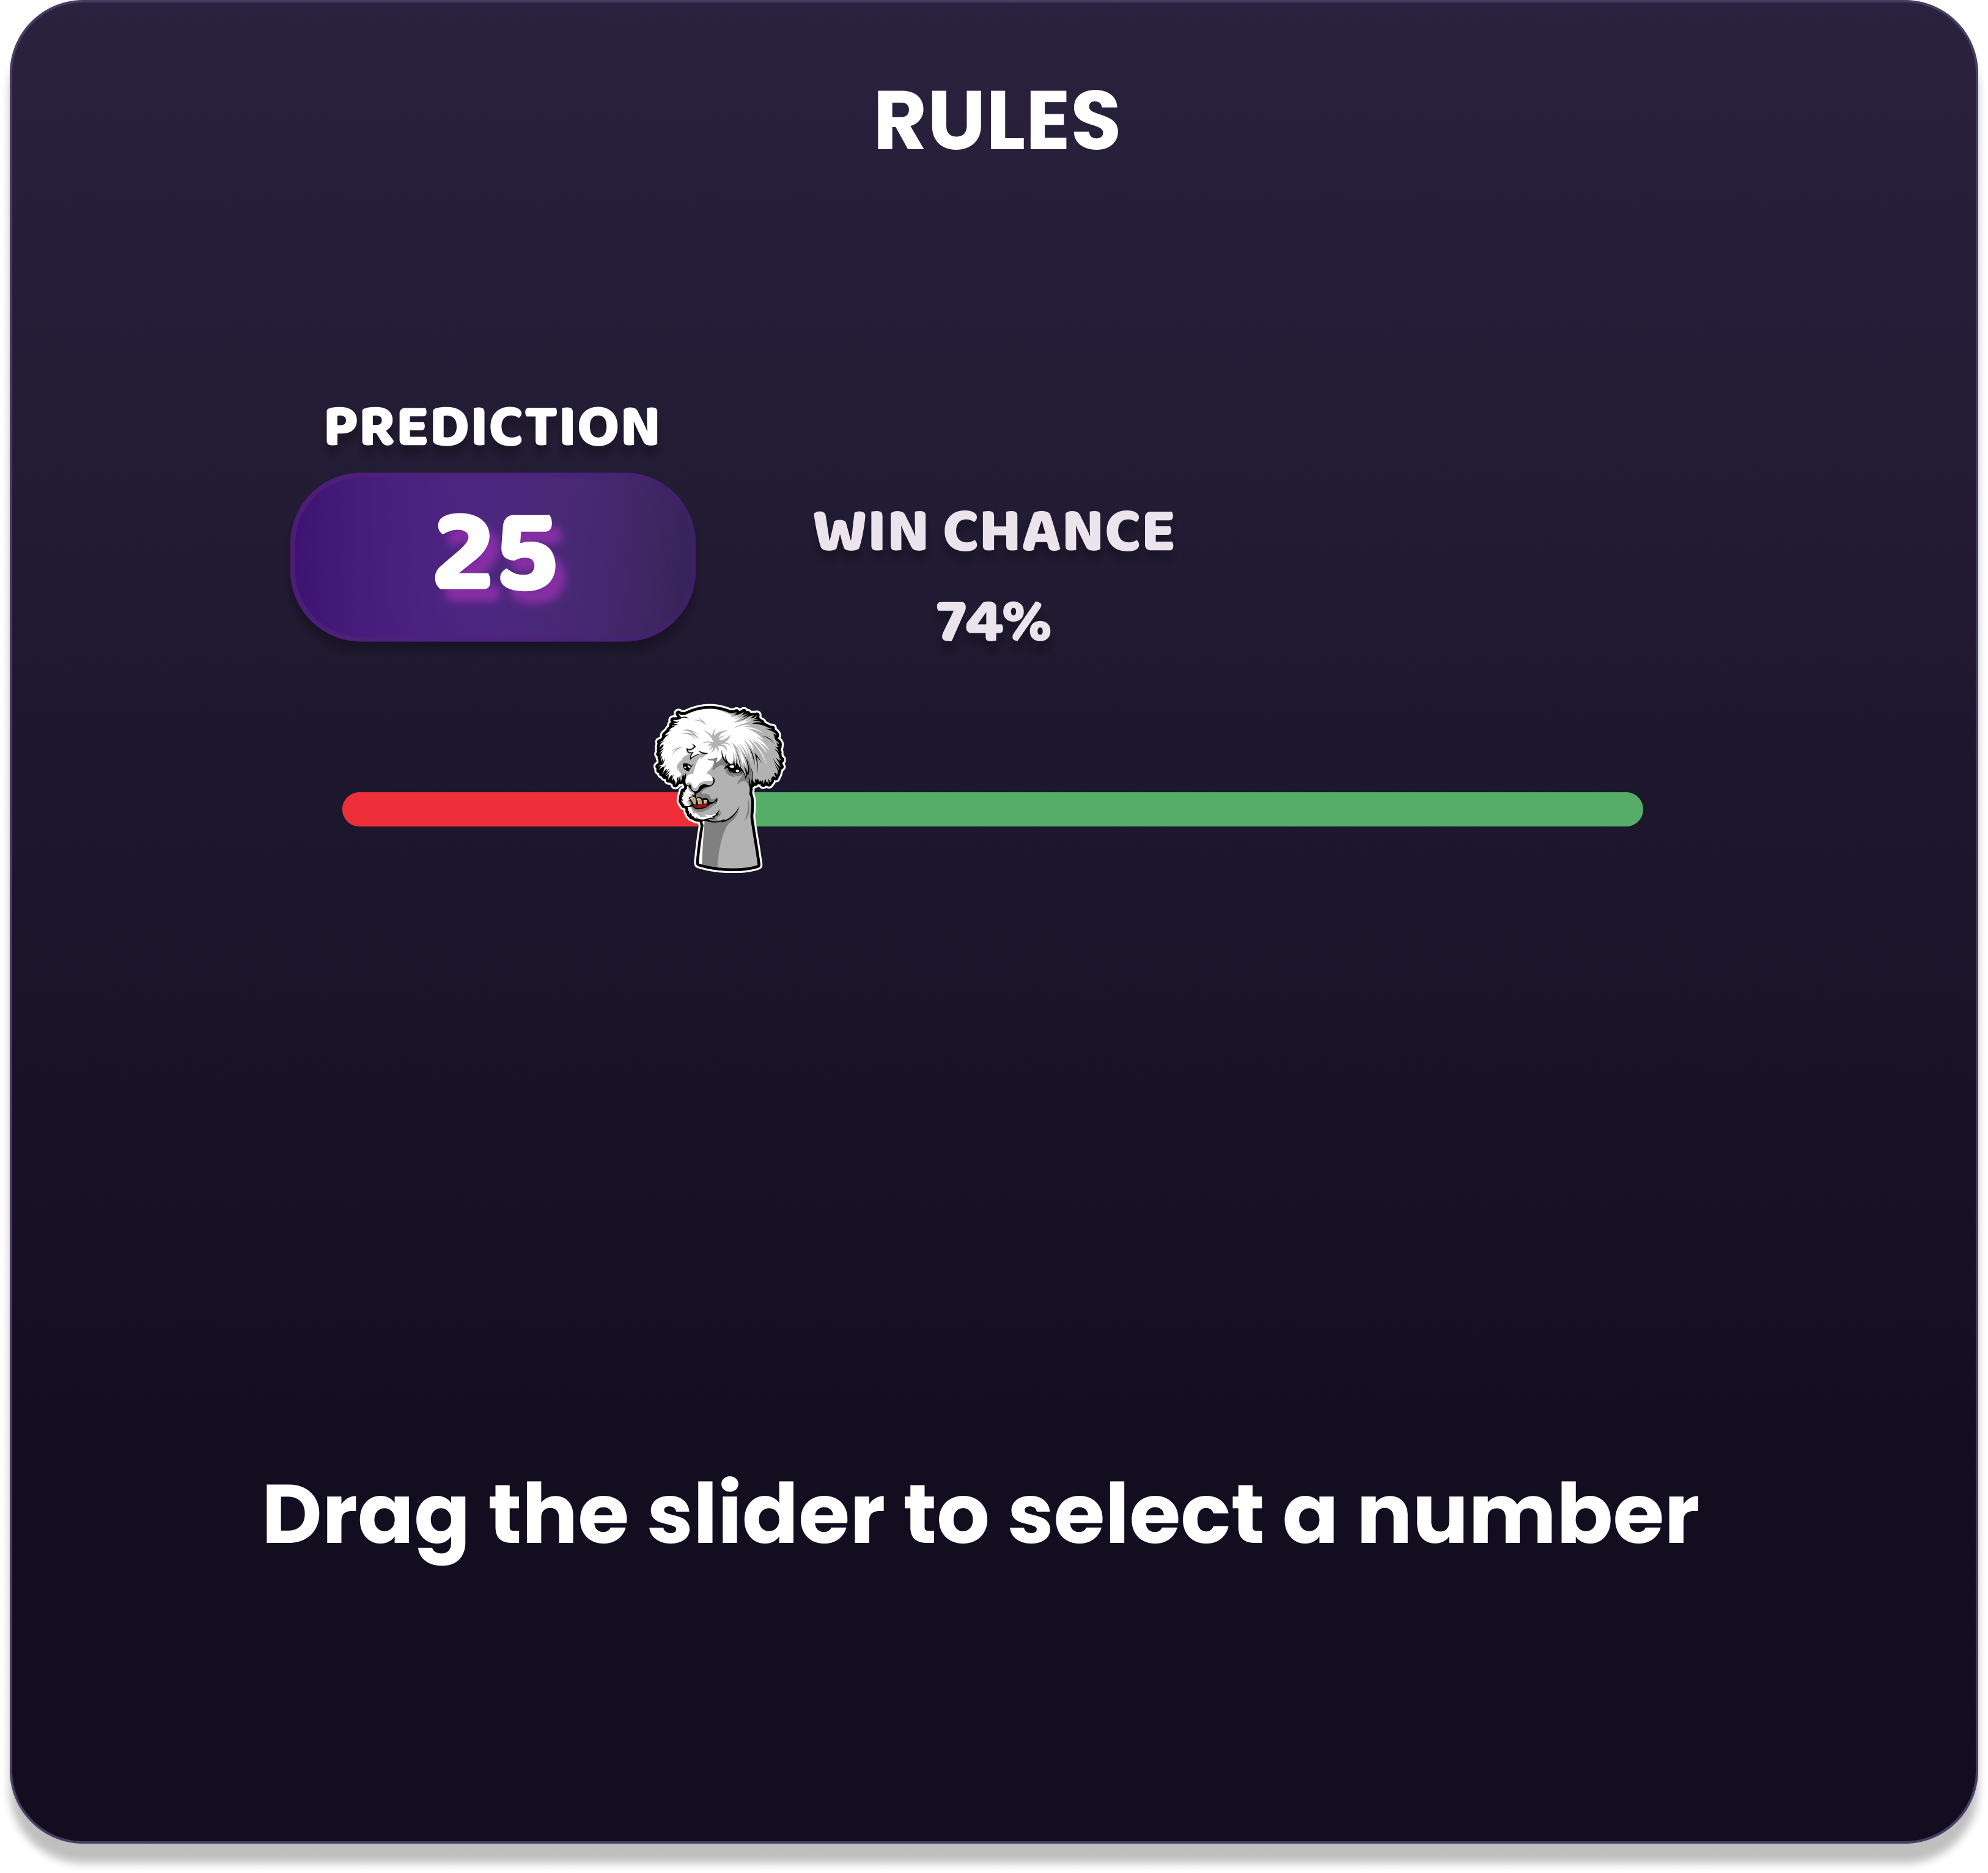 RULES
PREDICTION
25
WIN CHANCE
74%
Drag the slider to select a number